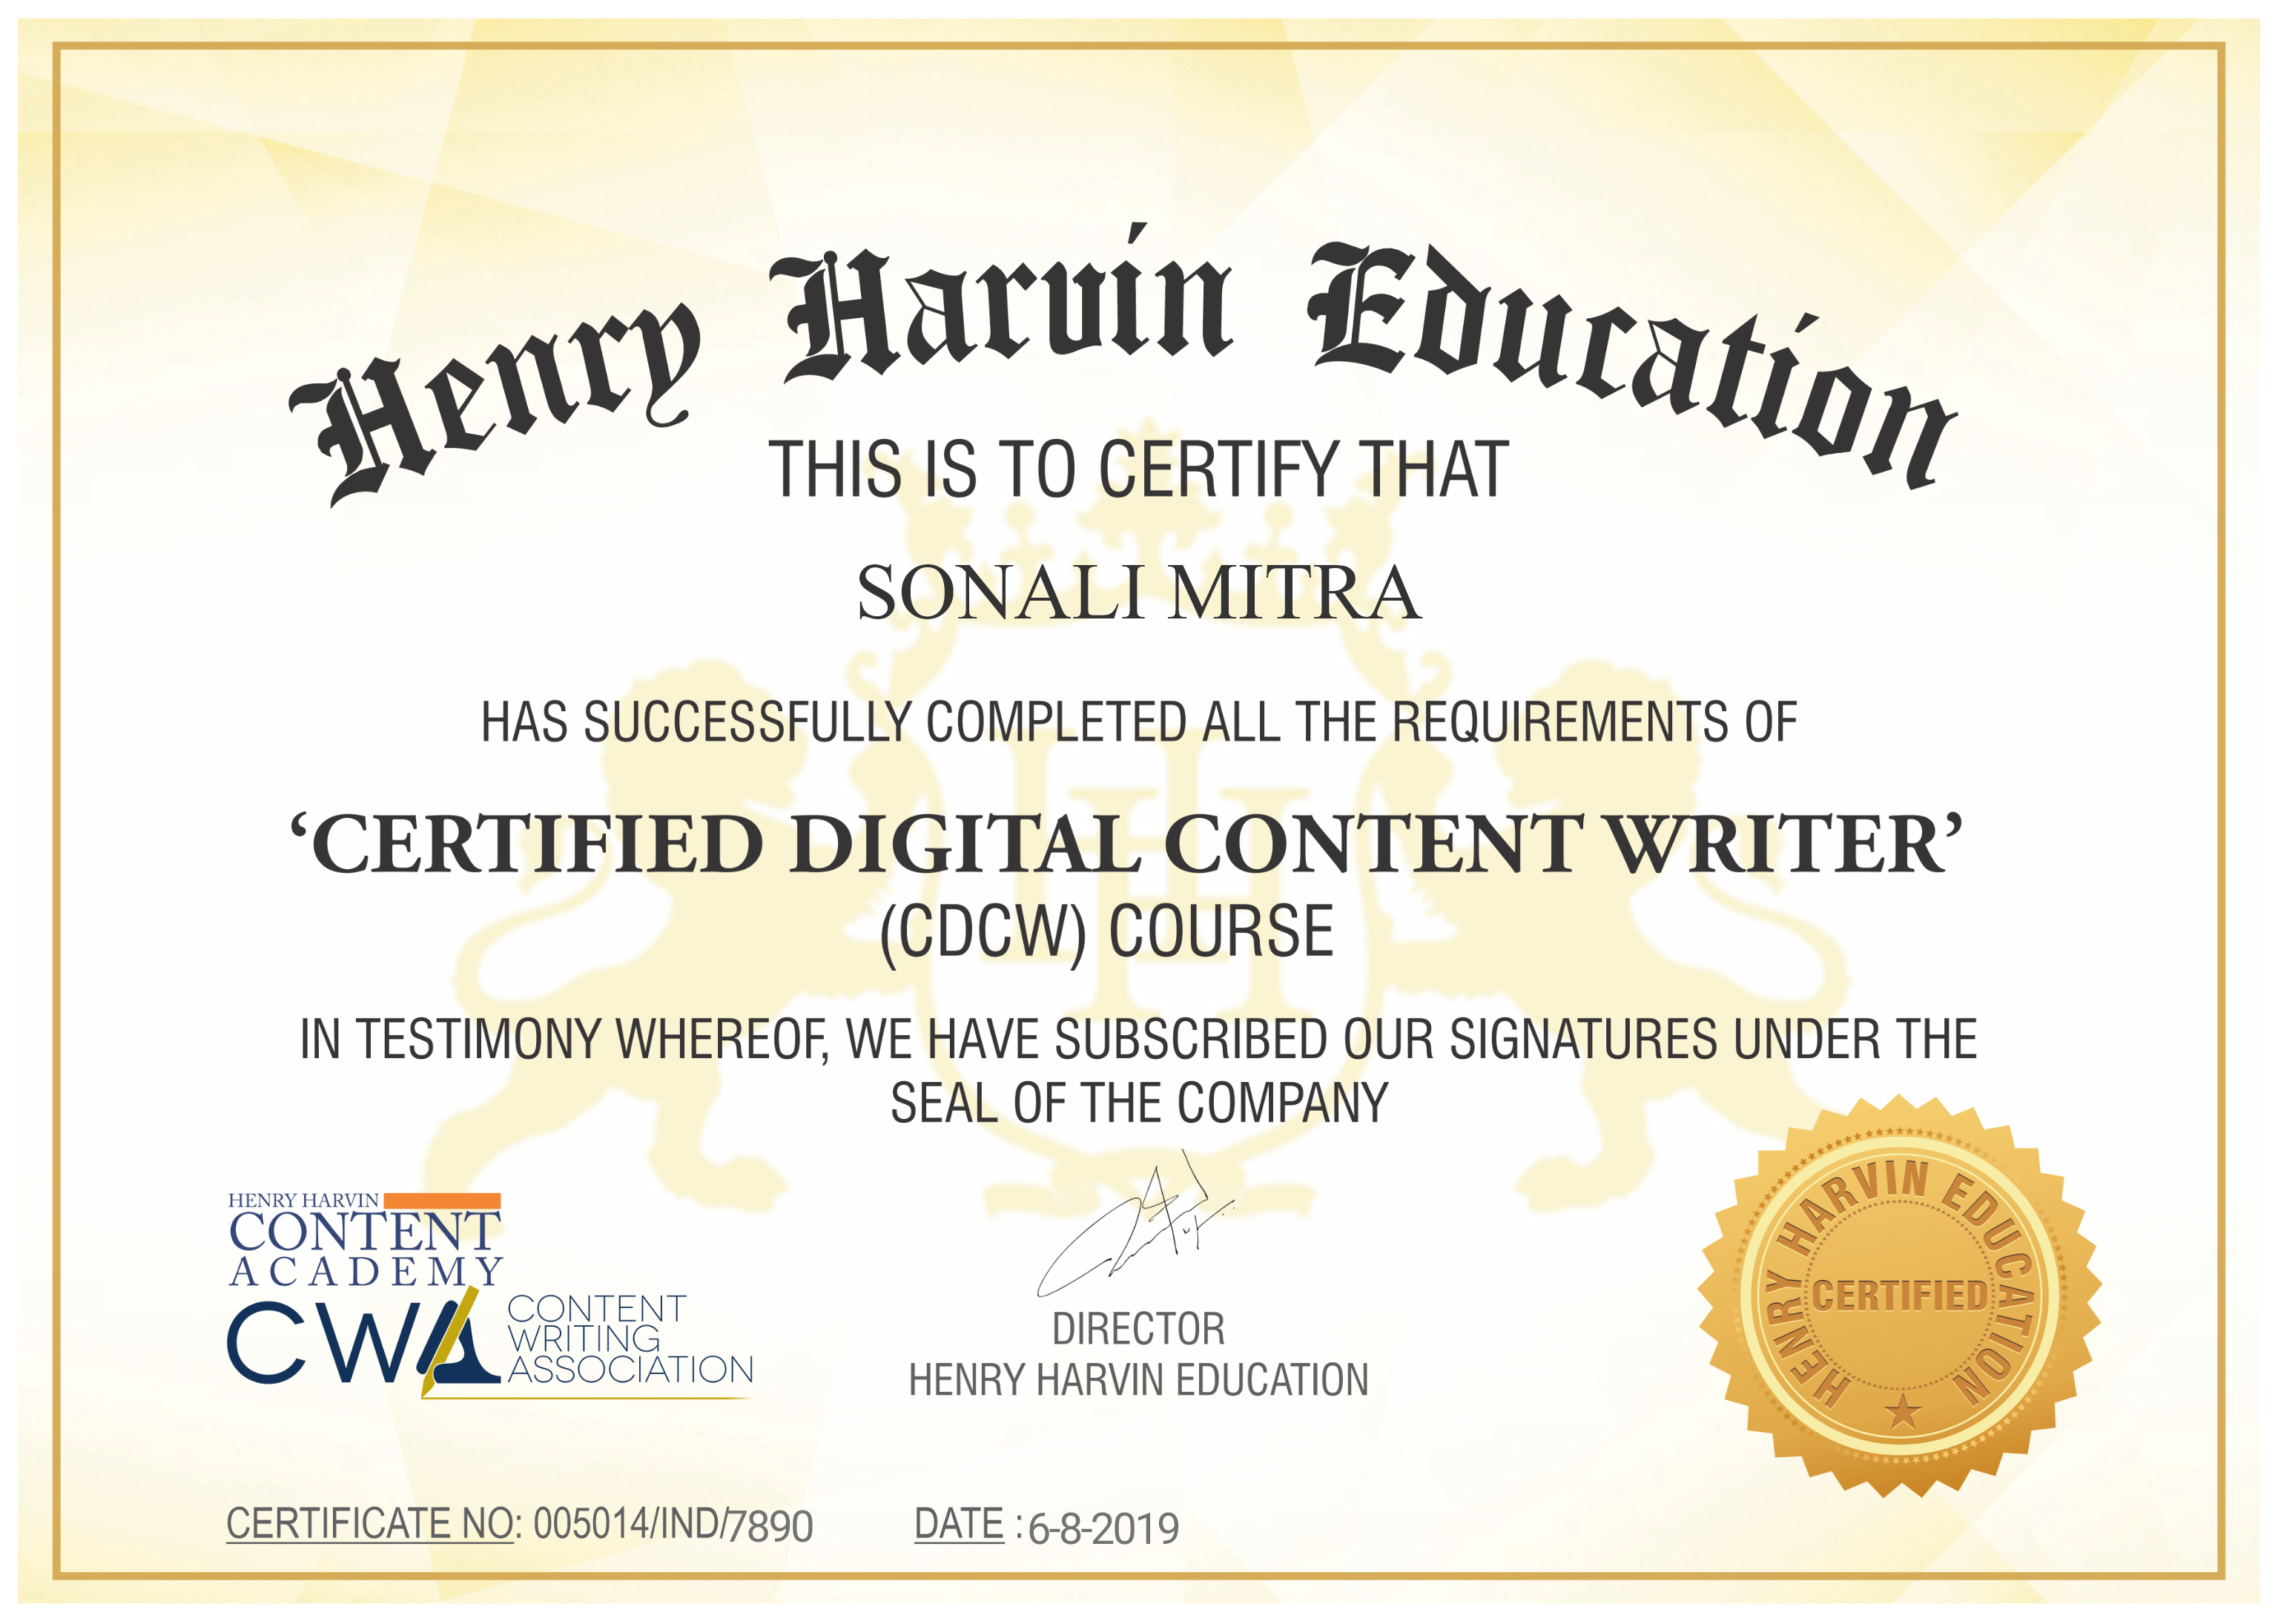 Henry Harvin Education
THIS IS TO CERTIFY THAT
SONALI MITRA
HAS SUCCESSFULLY COMPLETED ALL THE REQUIREMENTS OF
‘CERTIFIED DIGITAL CONTENT WRITER’
(CDCW) COURSE
IN TESTIMONY WHEREOF, WE HAVE SUBSCRIBED OUR SIGNATURES UNDER THE
SEAL OF THE COMPANY
HENRY HARVIN
CONTENT
ACADEMY
CWA
CONTENT
WRITING
ASSOCIATION
DIRECTOR
HENRY HARVIN EDUCATION
HENRY HARVIN EDUCATION
CERTIFIED
CERTIFICATE NO: 005014/IND/7890
DATE : 6-8-2019